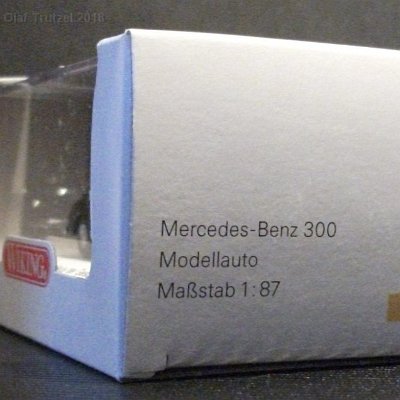 Olaf Trutzel 2018
Mercedes-Benz 300
Modellauto
Maßstab 1:87
WIKING